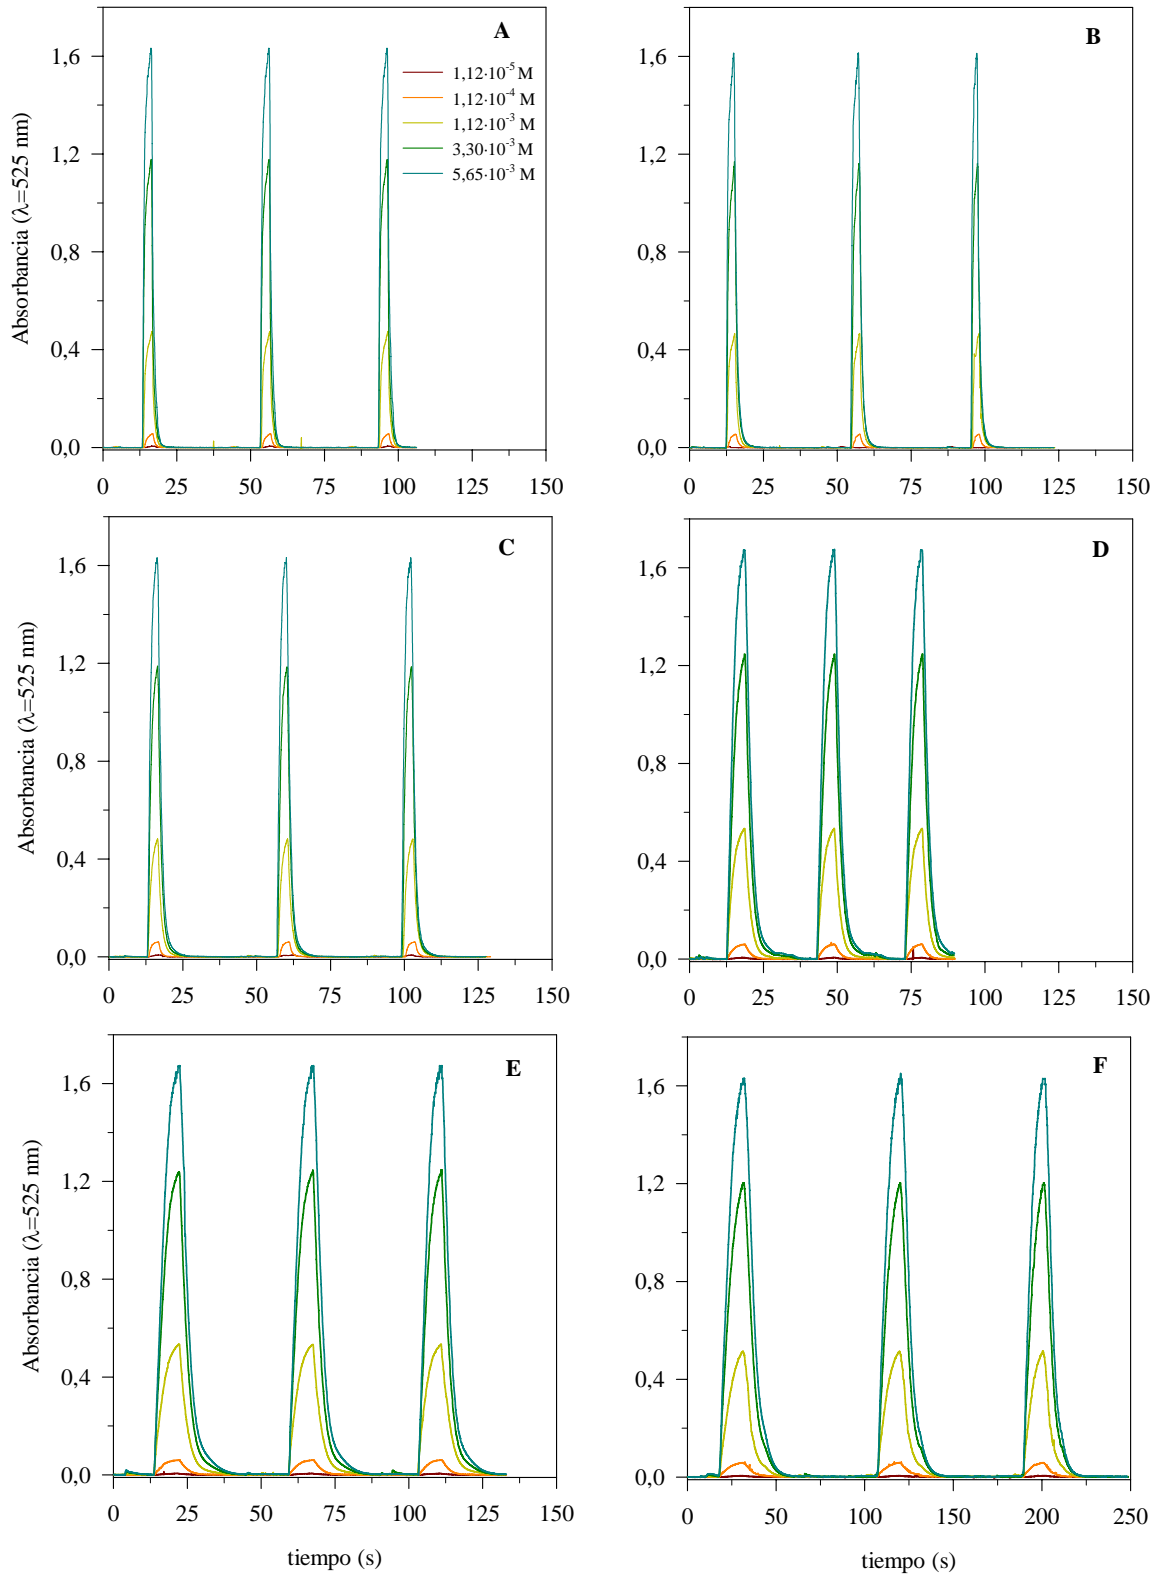 A
Absorbancia (λ=525 nm)
1,6
1,2
0,8
0,4
0,0
0 25 50 75 100 125 150
1,12·10⁻⁵ M
1,12·10⁻⁴ M
1,12·10⁻³ M
3,30·10⁻³ M
5,65·10⁻³ M
B
1,6
1,2
0,8
0,4
0,0
0 25 50 75 100 125 150
C
Absorbancia (λ=525 nm)
1,6
1,2
0,8
0,4
0,0
0 25 50 75 100 125 150
D
1,6
1,2
0,8
0,4
0,0
0 25 50 75 100 125 150
E
Absorbancia (λ=525 nm)
1,6
1,2
0,8
0,4
0,0
0 25 50 75 100 125 150
tiempo (s)
F
1,6
1,2
0,8
0,4
0,0
0 50 100 150 200 250
tiempo (s)